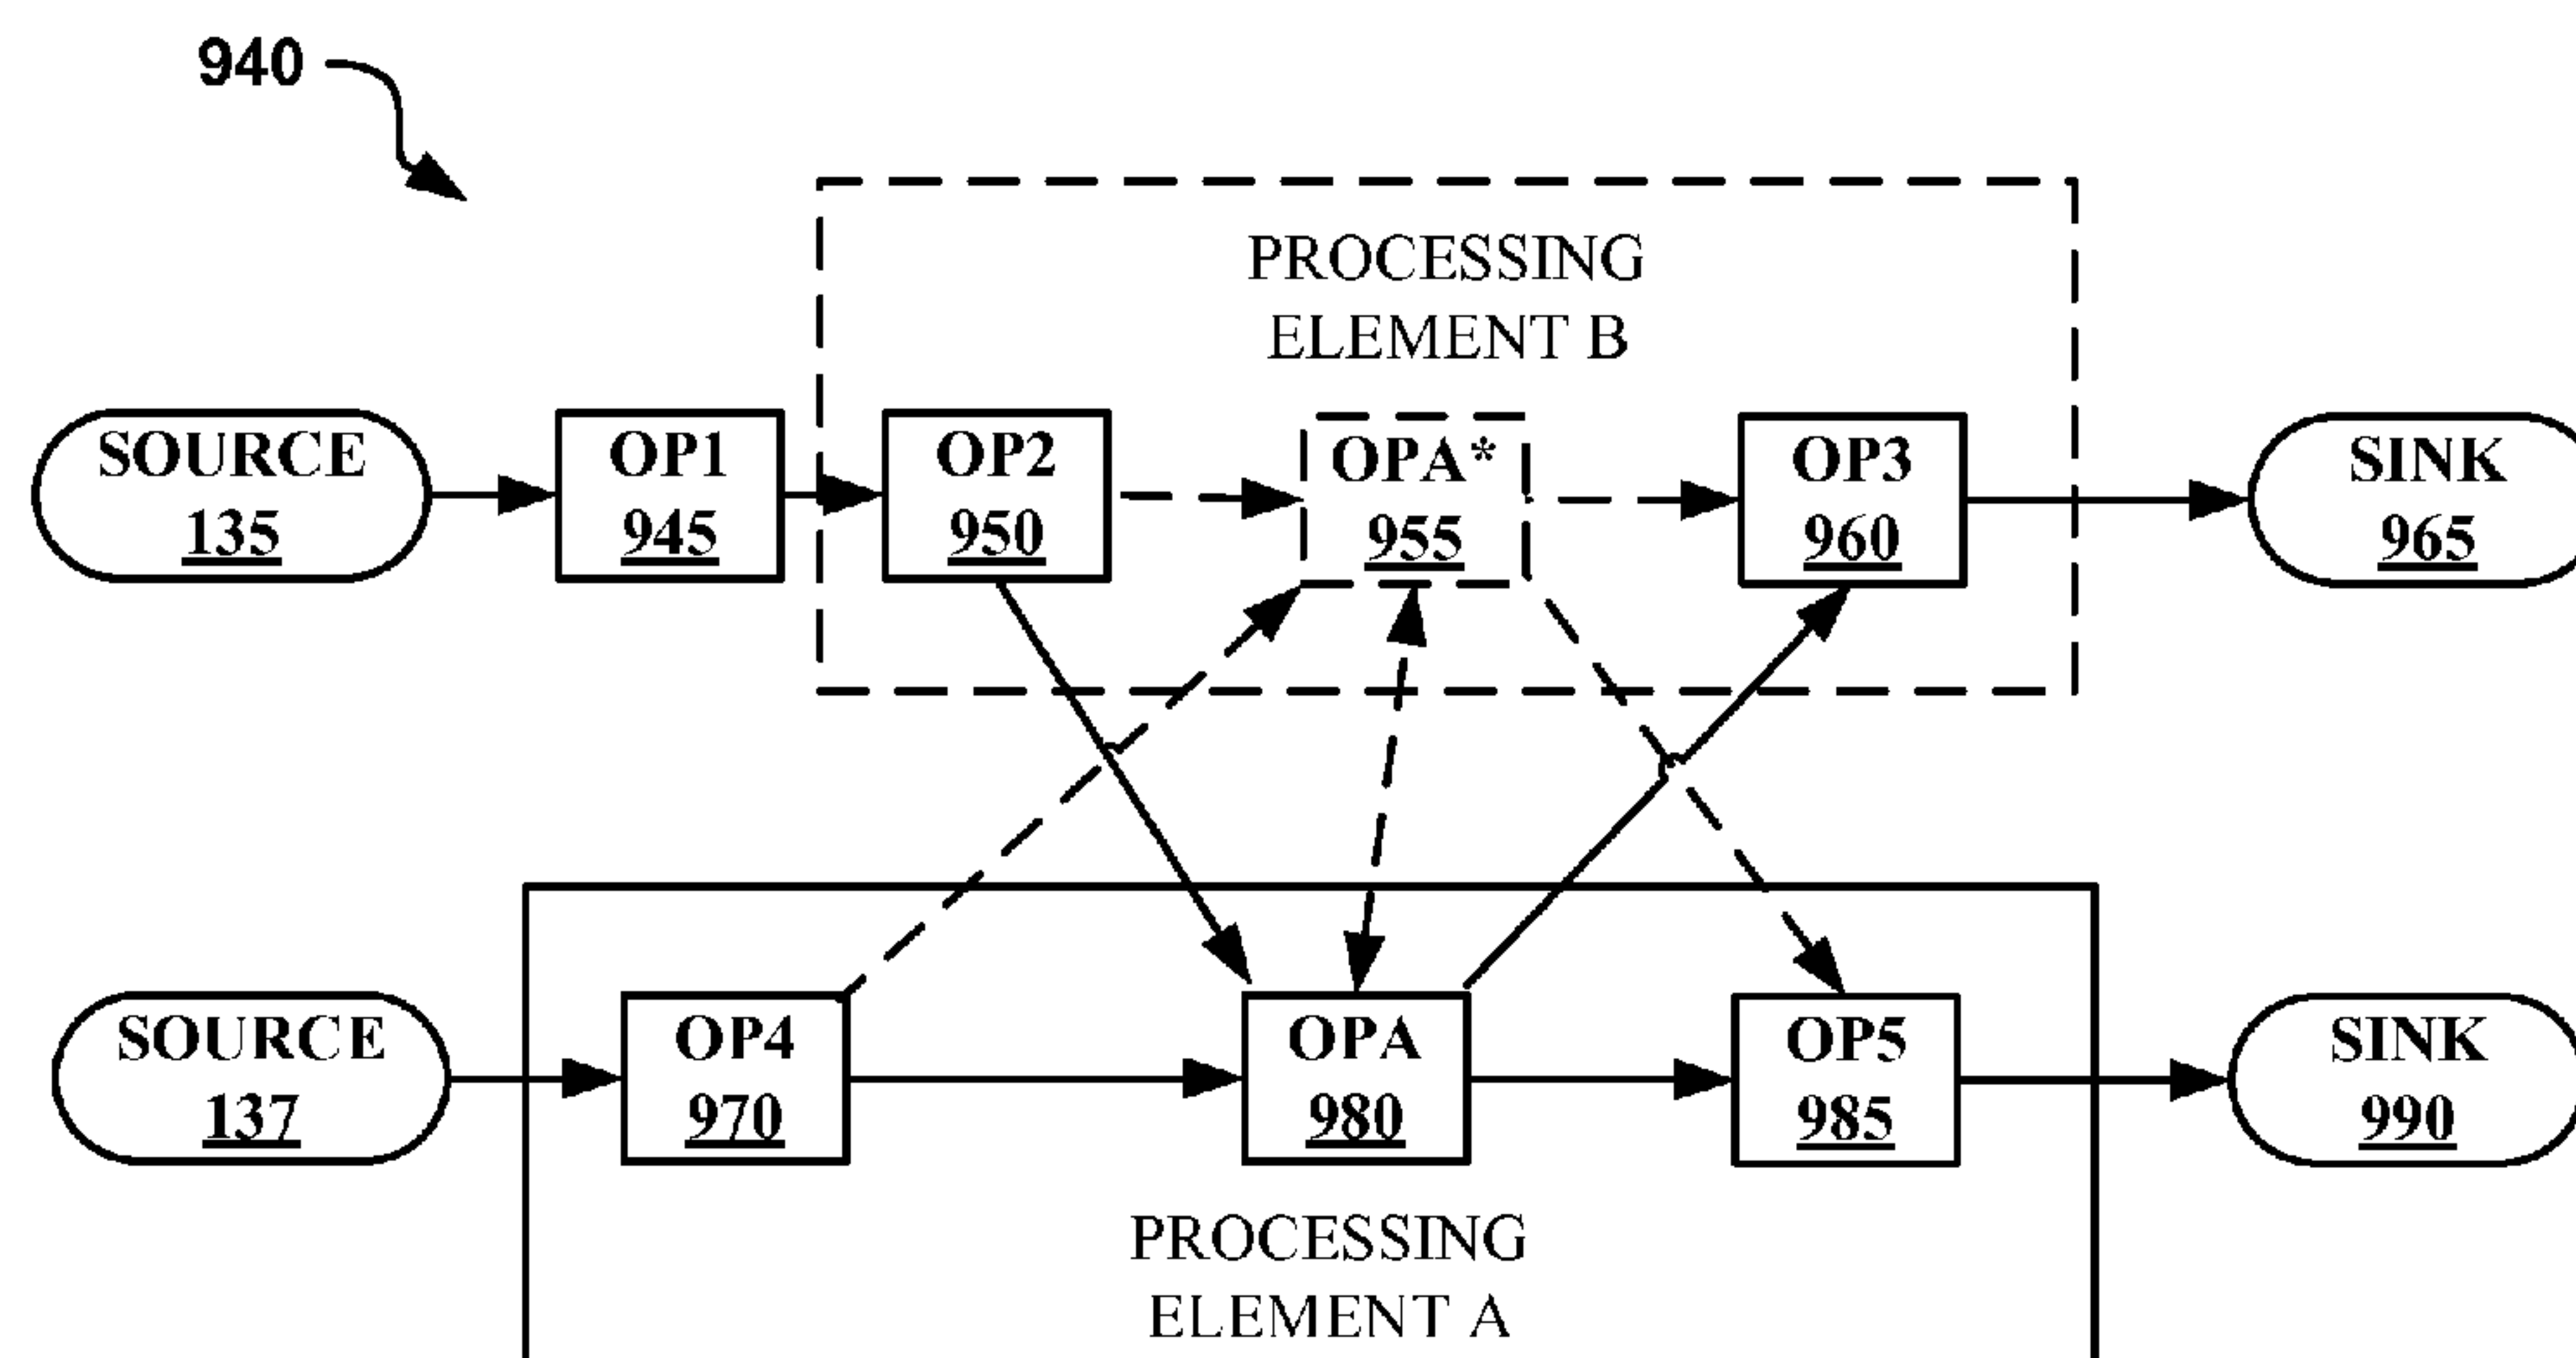 940
PROCESSING
ELEMENT B
SOURCE
135
OP1
945
OP2
950
OPA*
955
OP3
960
SINK
965
SOURCE
137
OP4
970
OPA
980
OP5
985
SINK
990
PROCESSING
ELEMENT A